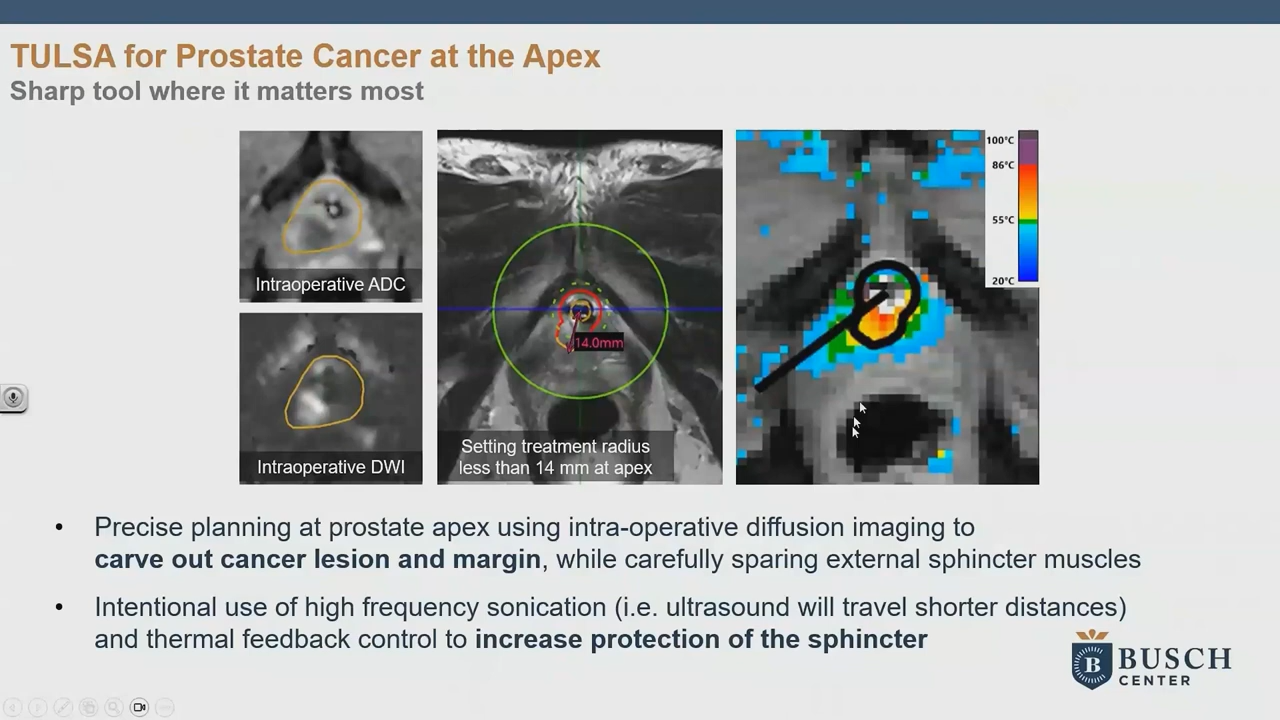 TULSA for Prostate Cancer at the Apex
Sharp tool where it matters most
Intraoperative ADC
Intraoperative DWI
14.0mm
Setting treatment radius
less than 14 mm at apex
100°C
86°C
55°C
20°C
• Precise planning at prostate apex using intra-operative diffusion imaging to
carve out cancer lesion and margin, while carefully sparing external sphincter muscles
• Intentional use of high frequency sonication (i.e. ultrasound will travel shorter distances)
and thermal feedback control to increase protection of the sphincter
B
BUSCH
CENTER